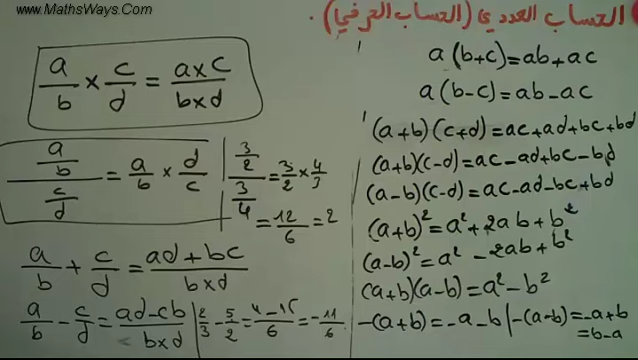 www.MathsWays.Com
الحساب العددي (الحساب الحرفي).
a/b × c/d = a×c/b×d
(a/b)/(c/d) = a/b × d/c | (3/2)/(3/4) = 3/2 × 4/3
= 12/6 = 2
a/b + c/d = ad+bc/b×d
a/b - c/d = ad-cb/b×d | 2/3 - 5/2 = 4-15/6 = -11/6
a(b+c)=ab+ac
a(b-c)=ab-ac
(a+b)(c+d)=ac+ad+bc+bd
(a+b)(c-d)=ac-ad+bc-bd
(a-b)(c-d)=ac-ad-bc+bd
(a+b)²=a²+2ab+b²
(a-b)²=a²-2ab+b²
(a+b)(a-b)=a²-b²
-(a+b)=-a-b | -(a-b)=-a+b
=b-a